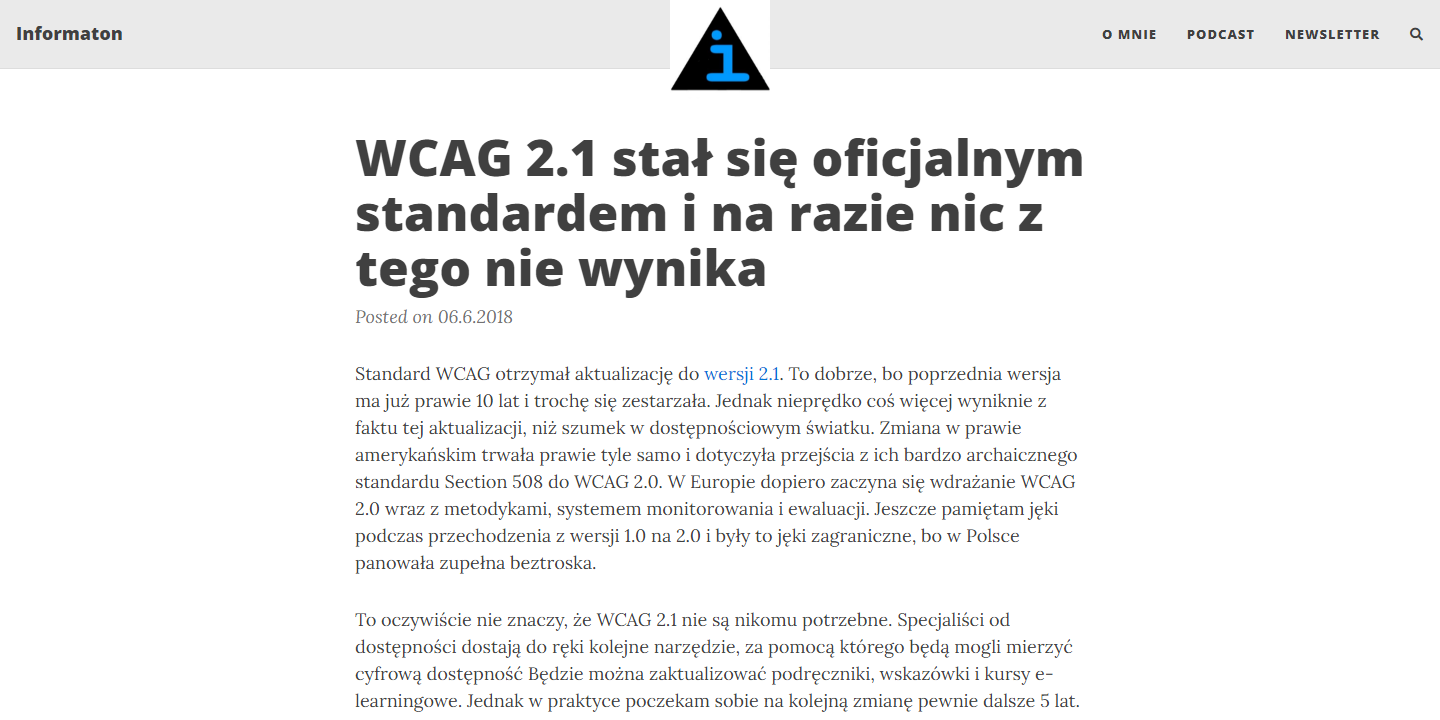 Informaton
i
O MNIE PODCAST NEWSLETTER
WCAG 2.1 stał się oficjalnym
standardem i na razie nic z
tego nie wynika
Posted on 06.6.2018
Standard WCAG otrzymał aktualizację do wersji 2.1. To dobrze, bo poprzednia wersja
ma już prawie 10 lat i trochę się zestarzała. Jednak nieprędko coś więcej wyniknie z
faktu tej aktualizacji, niż szumek w dostępnościowym światku. Zmiana w prawie
amerykańskim trwała prawie tyle samo i dotyczyła przejścia z ich bardzo archaicznego
standardu Section 508 do WCAG 2.0. W Europie dopiero zaczyna się wdrażanie WCAG
2.0 wraz z metodykami, systemem monitorowania i ewaluacji. Jeszcze pamiętam jęki
podczas przechodzenia z wersji 1.0 na 2.0 i były to jęki zagraniczne, bo w Polsce
panowała zupełna beztroska.
To oczywiście nie znaczy, że WCAG 2.1 nie są nikomu potrzebne. Specjaliści od
dostępności dostają do ręki kolejne narzędzie, za pomocą którego będą mogli mierzyć
cyfrową dostępność Będzie można zaktualizować podręczniki, wskazówki i kursy e-
learningowe. Jednak w praktyce poczekam sobie na kolejną zmianę pewnie dalsze 5 lat.